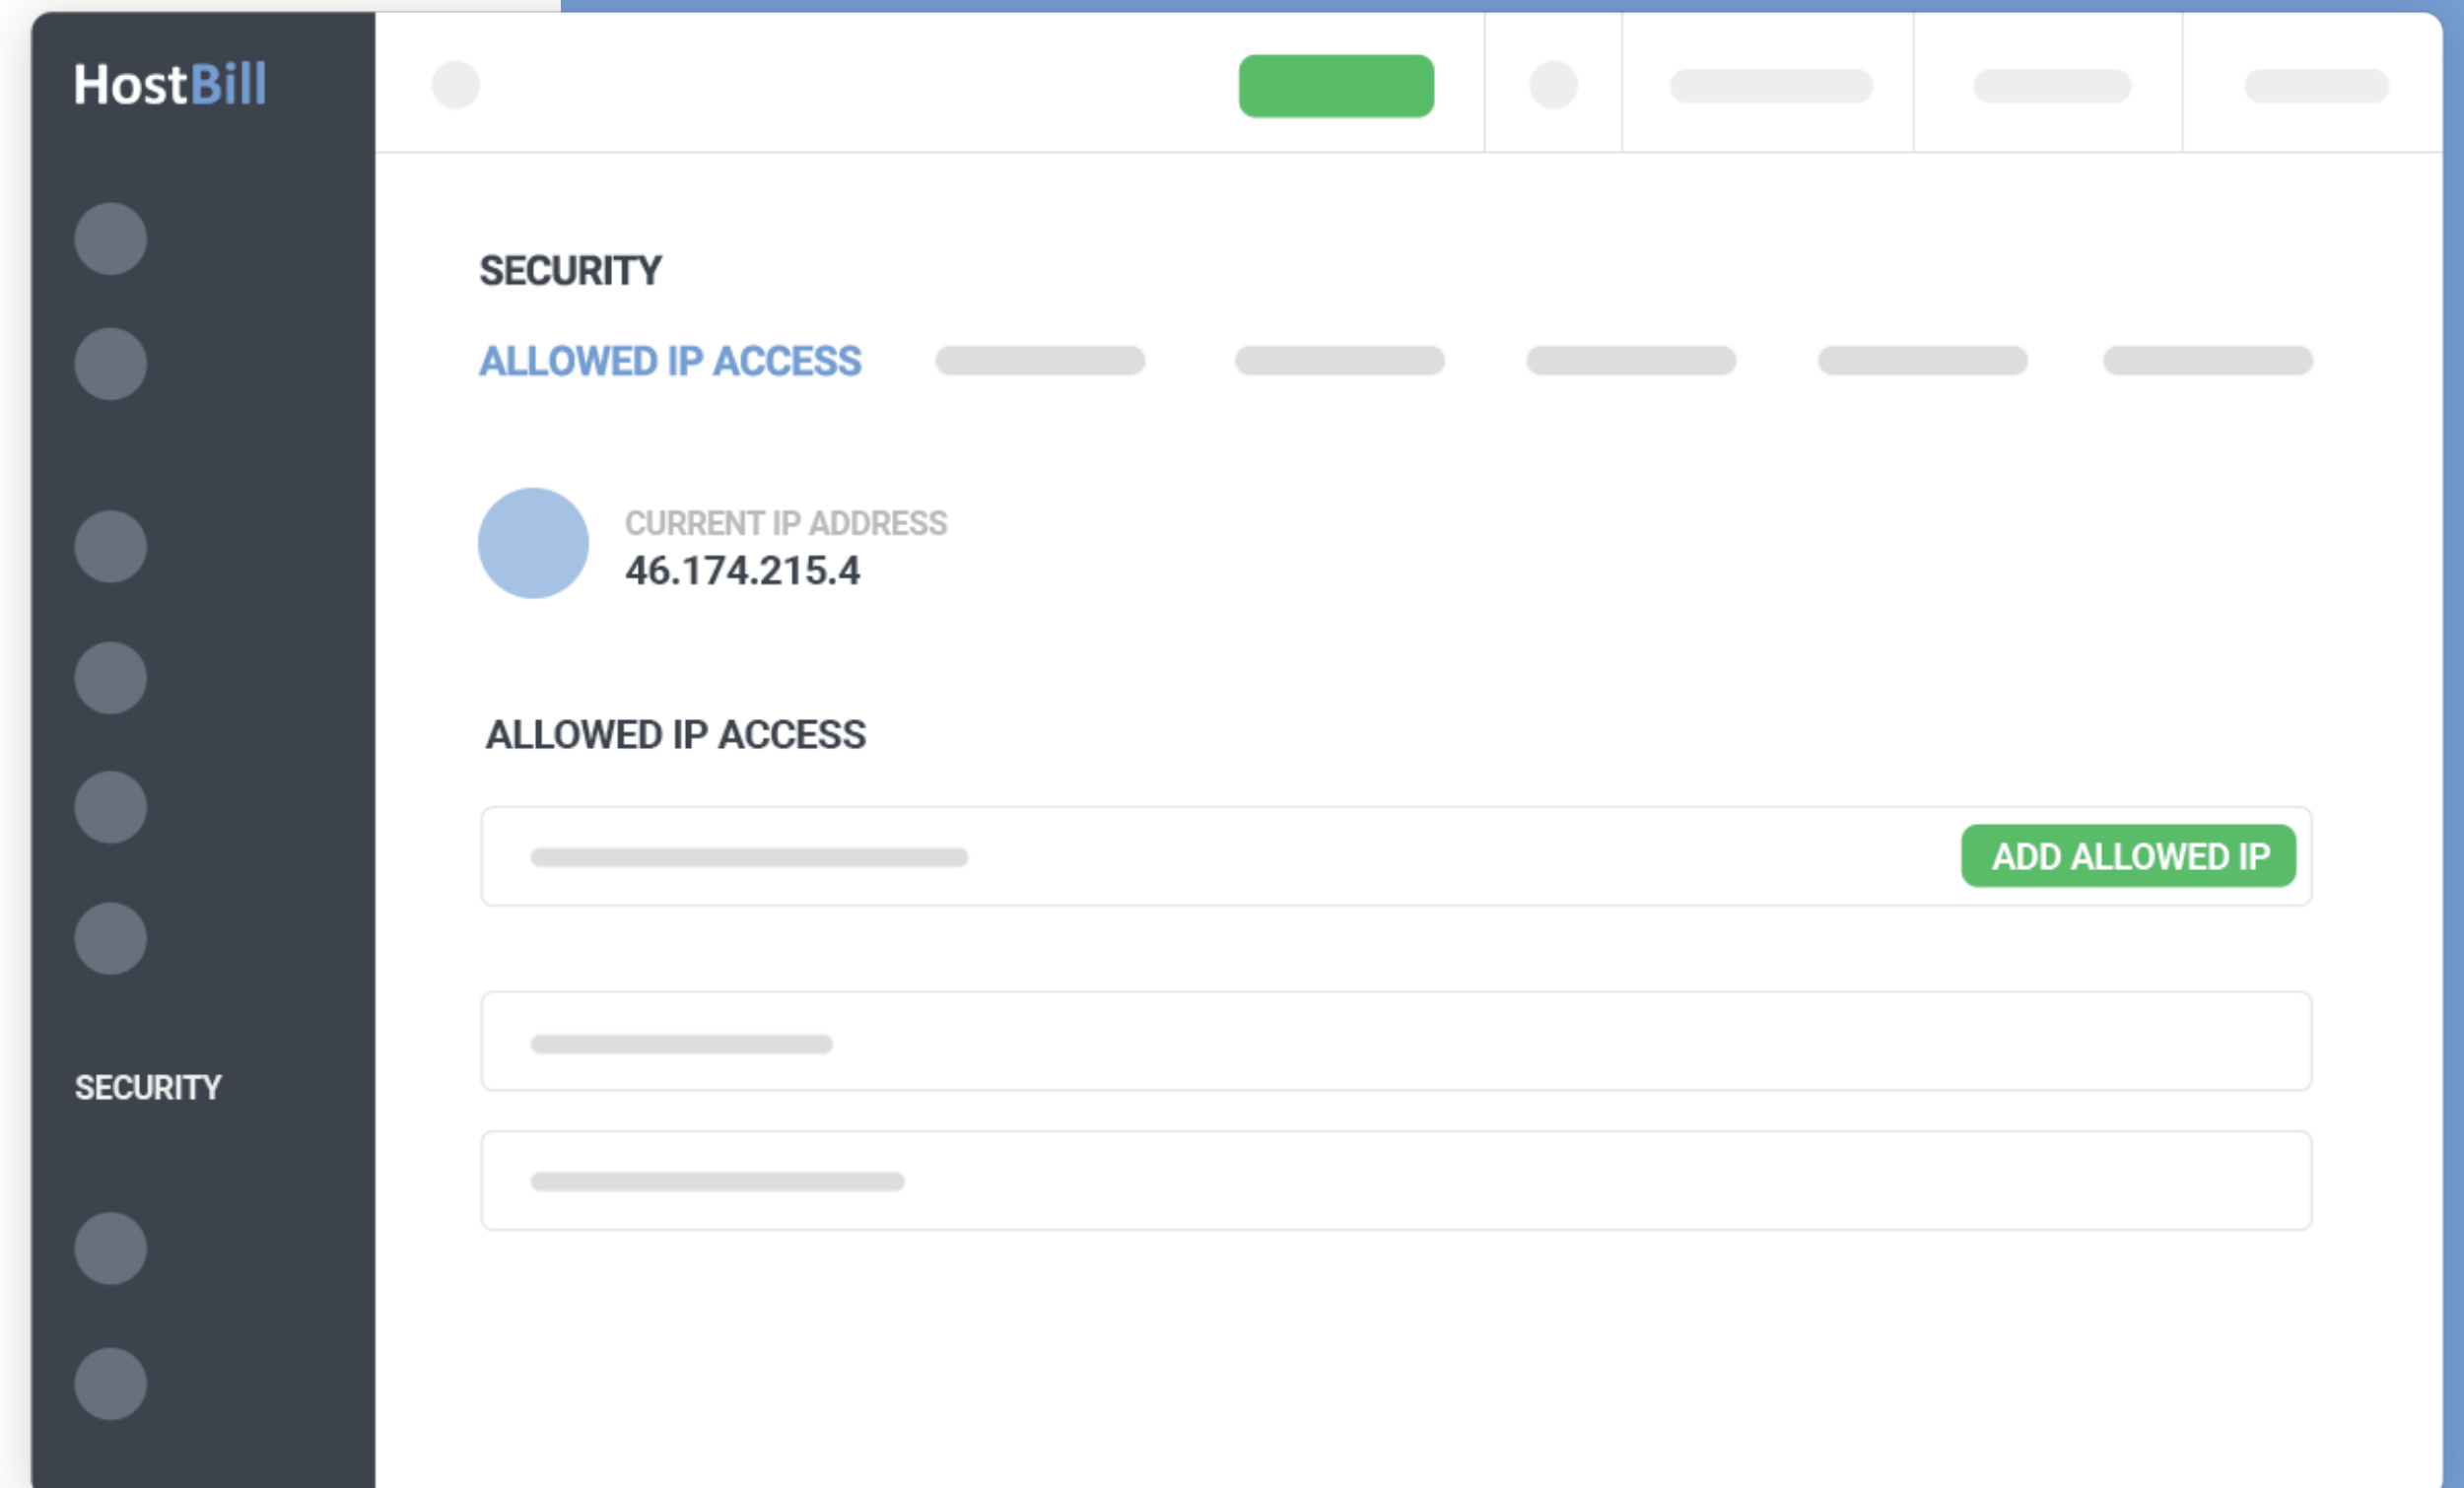 HostBill
SECURITY
ALLOWED IP ACCESS
CURRENT IP ADDRESS
46.174.215.4
ALLOWED IP ACCESS
ADD ALLOWED IP
SECURITY